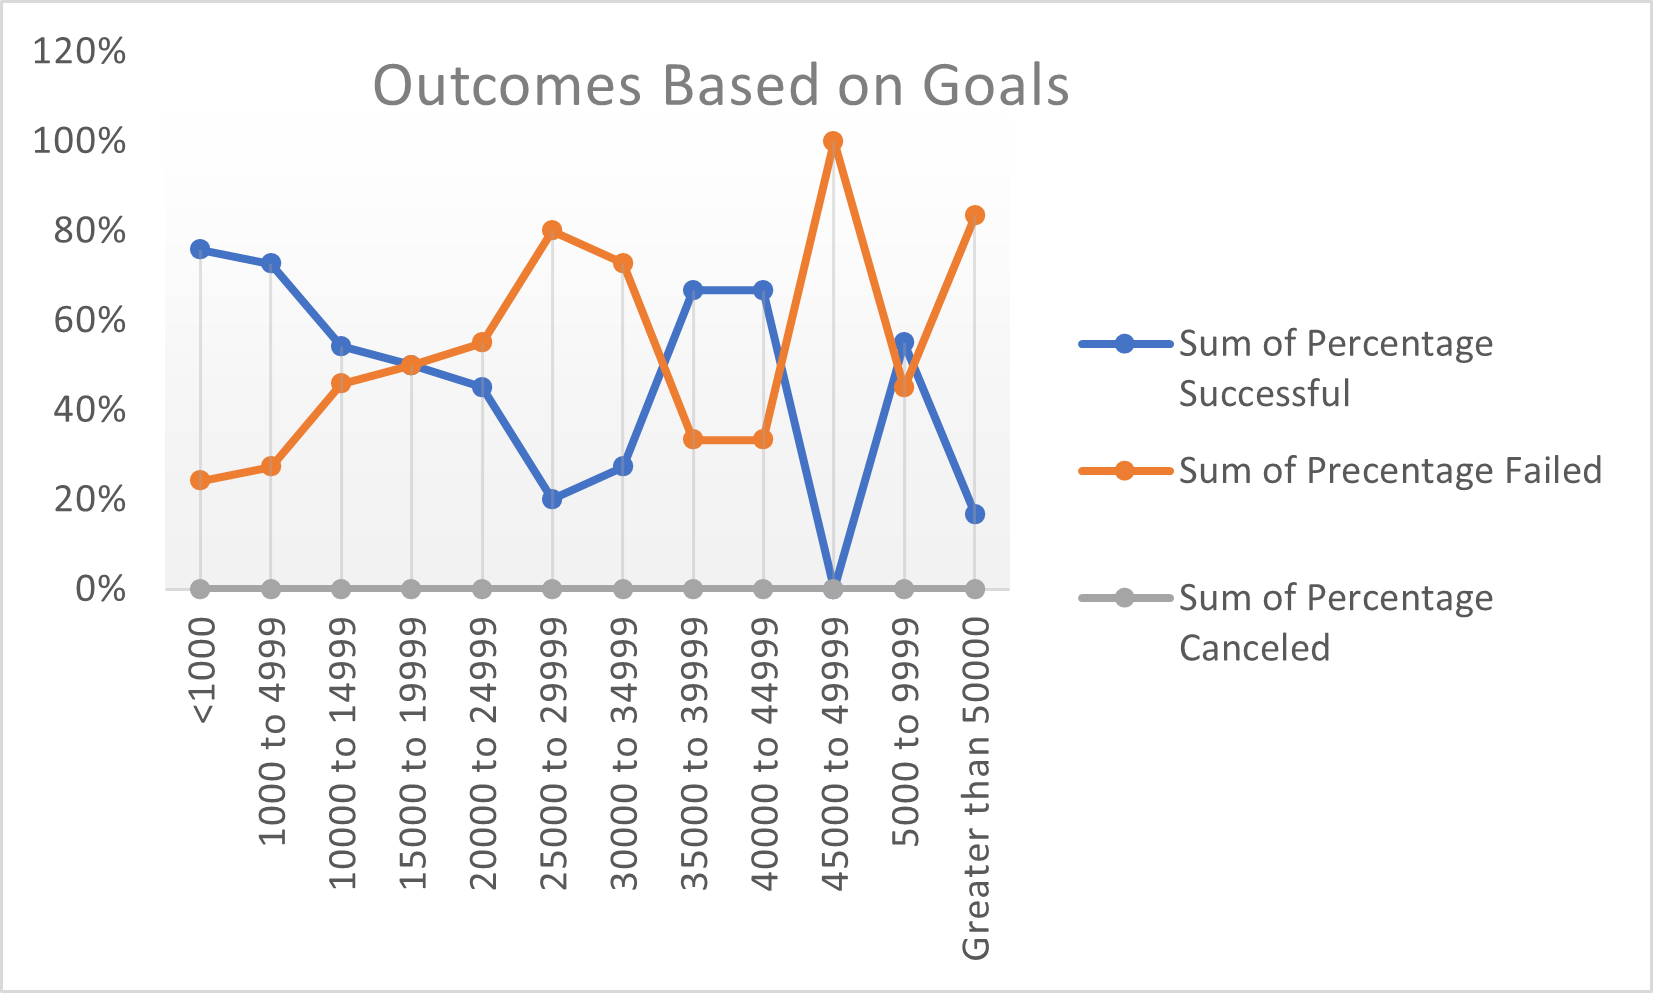 Outcomes Based on Goals
120%
100%
80%
60%
40%
20%
0%
<1000
1000 to 4999
10000 to 14999
15000 to 19999
20000 to 24999
25000 to 29999
30000 to 34999
35000 to 39999
40000 to 44999
45000 to 49999
5000 to 9999
Greater than 50000
Sum of Percentage
Successful
Sum of Precentage Failed
Sum of Percentage
Canceled